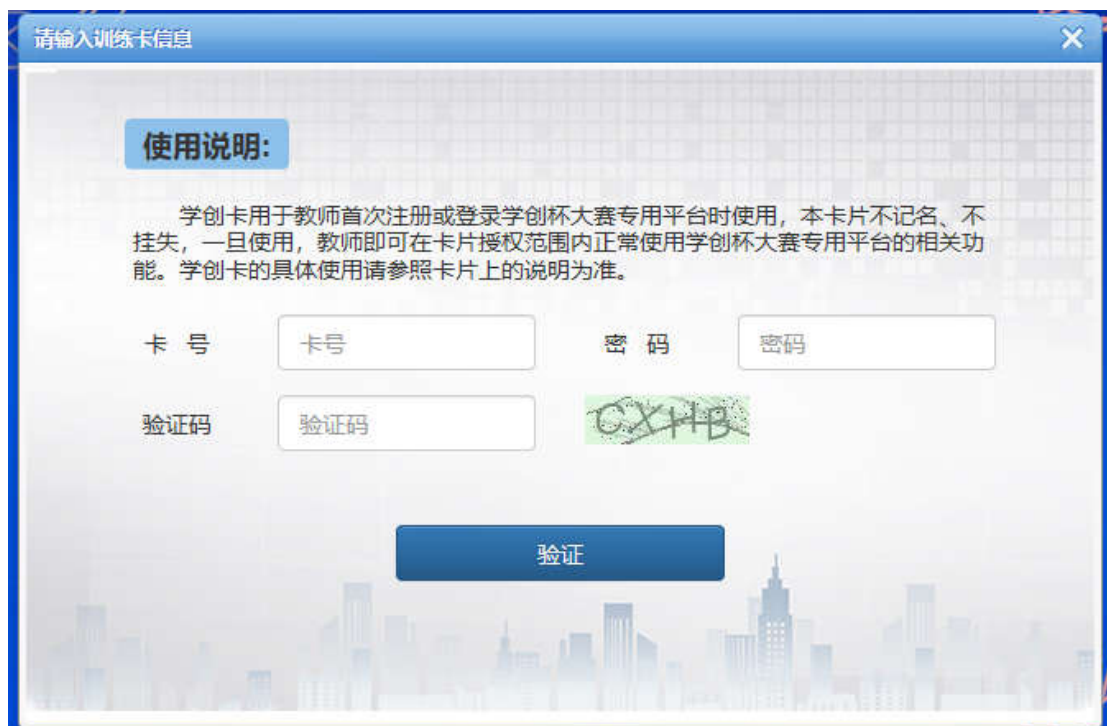 请输入训练卡信息
使用说明:
学创卡用于教师首次注册或登录学创杯大赛专用平台时使用，本卡片不记名、不
挂失，一旦使用，教师即可在卡片授权范围内正常使用学创杯大赛专用平台的相关功
能。学创卡的具体使用请参照卡片上的说明为准。
卡 号 卡号 密 码 密码
验证码 验证码 CXHB
验证